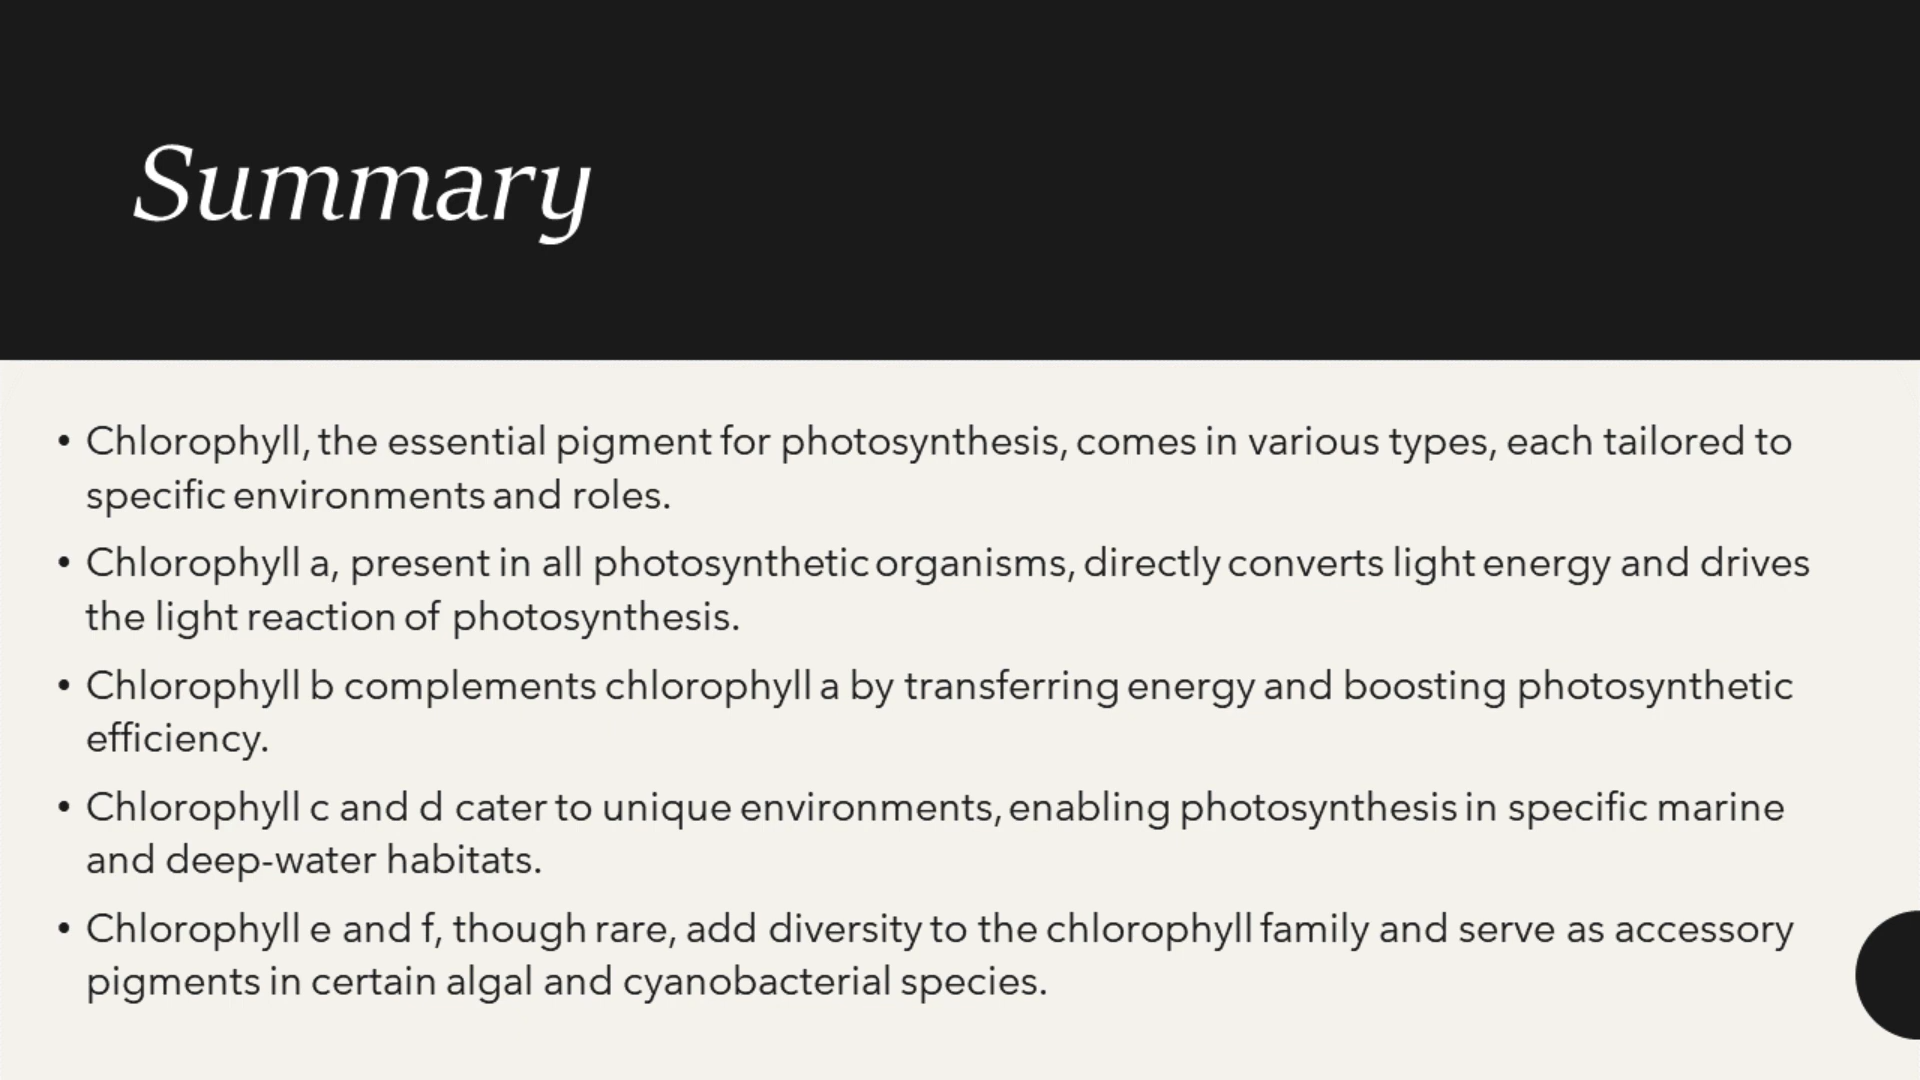 Summary
• Chlorophyll, the essential pigment for photosynthesis, comes in various types, each tailored to
specific environments and roles.
• Chlorophyll a, present in all photosynthetic organisms, directly converts light energy and drives
the light reaction of photosynthesis.
• Chlorophyll b complements chlorophyll a by transferring energy and boosting photosynthetic
efficiency.
• Chlorophyll c and d cater to unique environments, enabling photosynthesis in specific marine
and deep-water habitats.
• Chlorophyll e and f, though rare, add diversity to the chlorophyll family and serve as accessory
pigments in certain algal and cyanobacterial species.